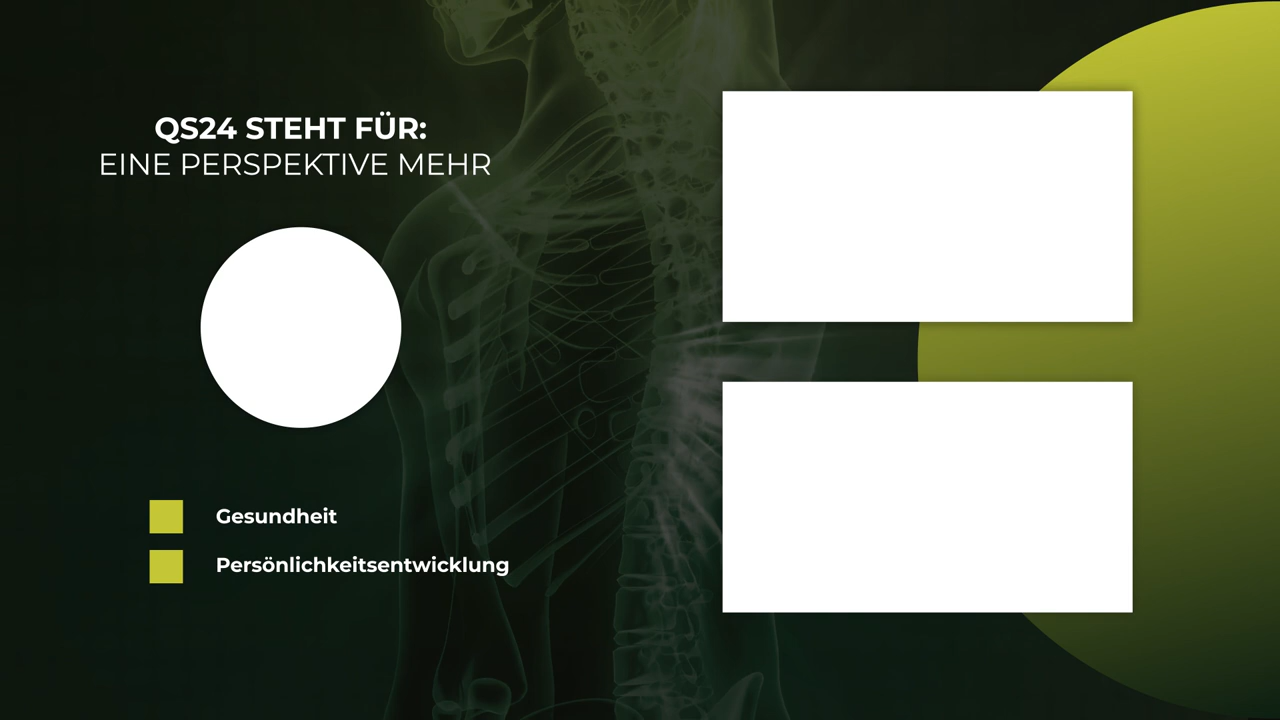 QS24 STEHT FÜR:
EINE PERSPEKTIVE MEHR
Gesundheit
Persönlichkeitsentwicklung